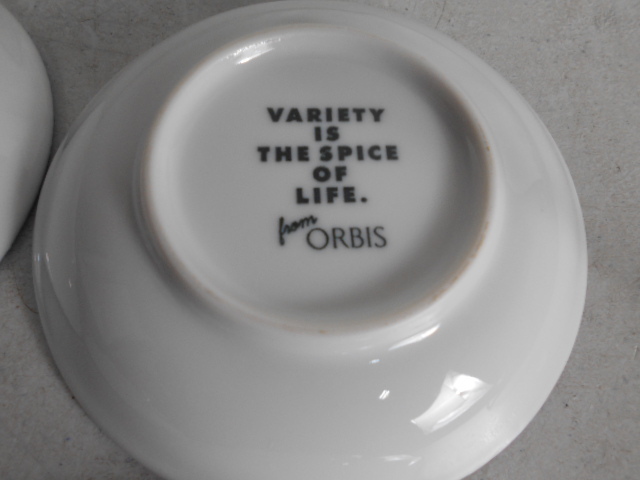 VARIETY
IS
THE SPICE
OF
LIFE.
from ORBIS